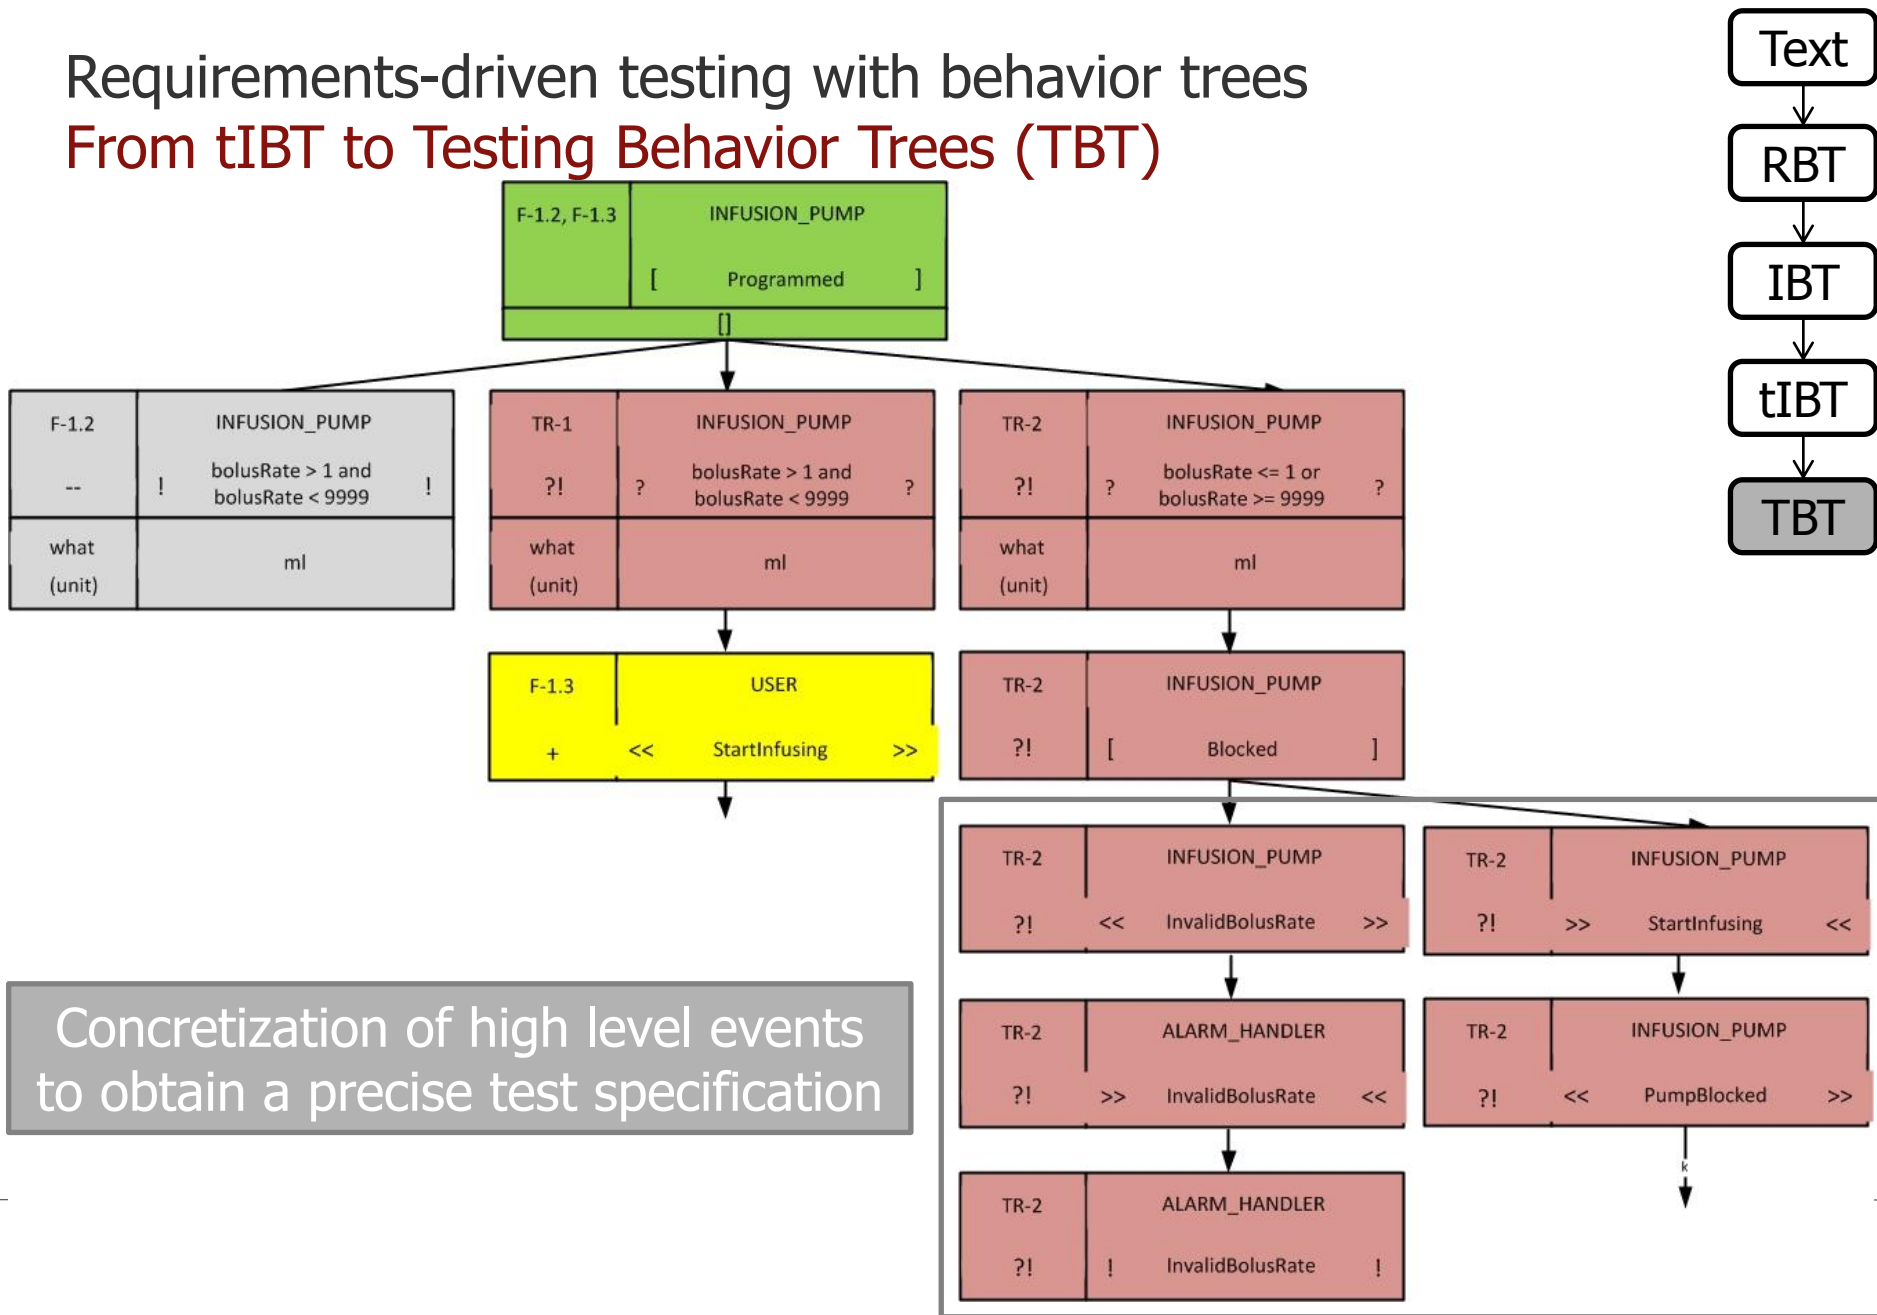 Requirements-driven testing with behavior trees
From tIBT to Testing Behavior Trees (TBT)
Text
RBT
IBT
tIBT
TBT
F-1.2, F-1.3 INFUSION_PUMP
[ Programmed ]
[]
F-1.2 INFUSION_PUMP
-- ! bolusRate > 1 and
bolusRate < 9999 !
what
(unit) ml
TR-1 INFUSION_PUMP
?! ? bolusRate > 1 and
bolusRate < 9999 ?
what
(unit) ml
TR-2 INFUSION_PUMP
?! ? bolusRate <= 1 or
bolusRate >= 9999 ?
what
(unit) ml
F-1.3 USER
+ << StartInfusing >>
TR-2 INFUSION_PUMP
?! [ Blocked ]
TR-2 INFUSION_PUMP
?! << InvalidBolusRate >>
TR-2 INFUSION_PUMP
?! >> StartInfusing <<
TR-2 ALARM_HANDLER
?! >> InvalidBolusRate <<
TR-2 INFUSION_PUMP
?! << PumpBlocked >>
k
TR-2 ALARM_HANDLER
?! ! InvalidBolusRate !
Concretization of high level events
to obtain a precise test specification